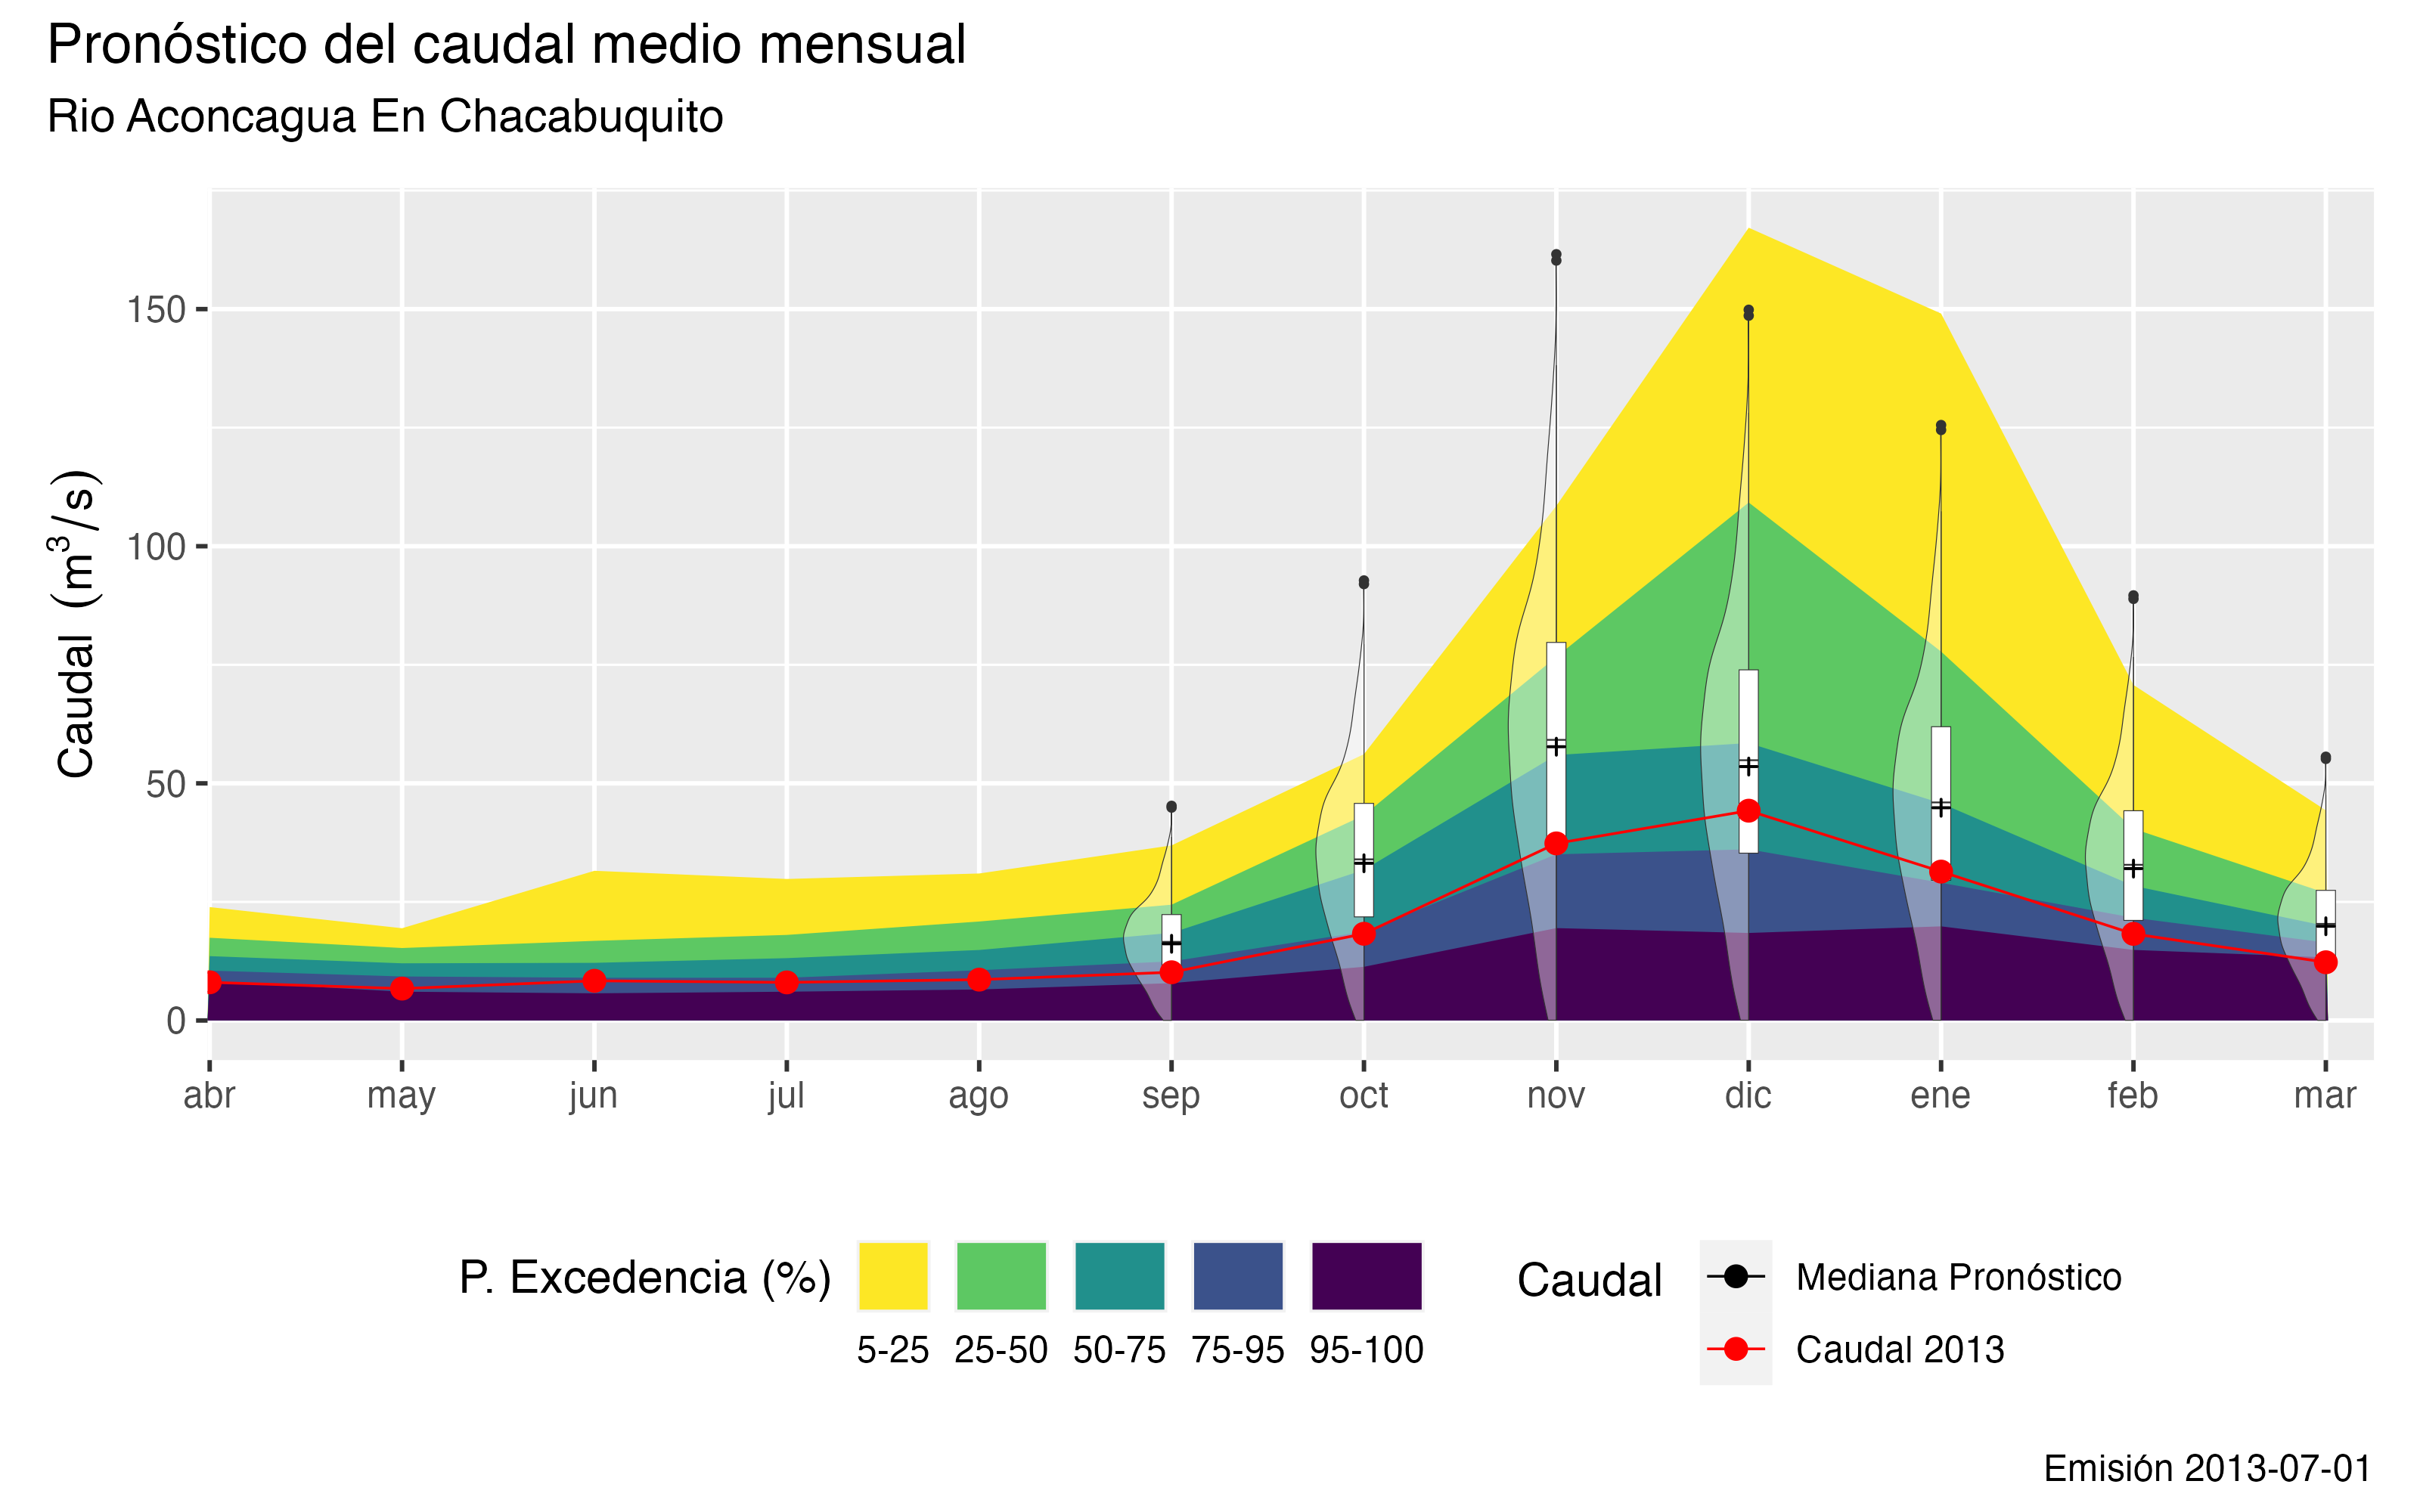 Pronóstico del caudal medio mensual
Rio Aconcagua En Chacabuquito
Caudal (m³/s)
150
100
50
0
abr may jun jul ago sep oct nov dic ene feb mar
P. Excedencia (%)
5-25 25-50 50-75 75-95 95-100
Caudal
Mediana Pronóstico
Caudal 2013
Emisión 2013-07-01